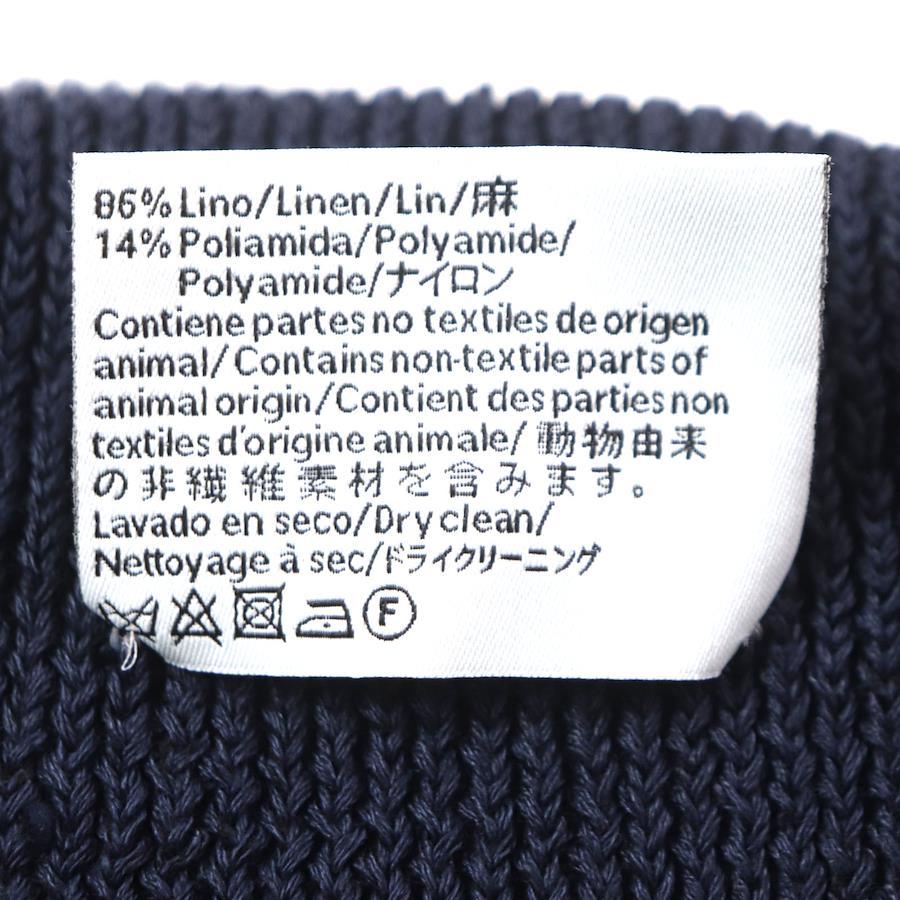 86% Lino/Linen/Lin/麻
14% Poliamida/Polyamide/
Polyamide/ナイロン
Contiene partes no textiles de origen
animal/Contains non-textile parts of
animal origin/Contient des parties non
textiles d'origine animale/動物由来
の非繊維素材を含みます。
Lavado en seco/Dry clean/
Nettoyage à sec/ドライクリーニング
F